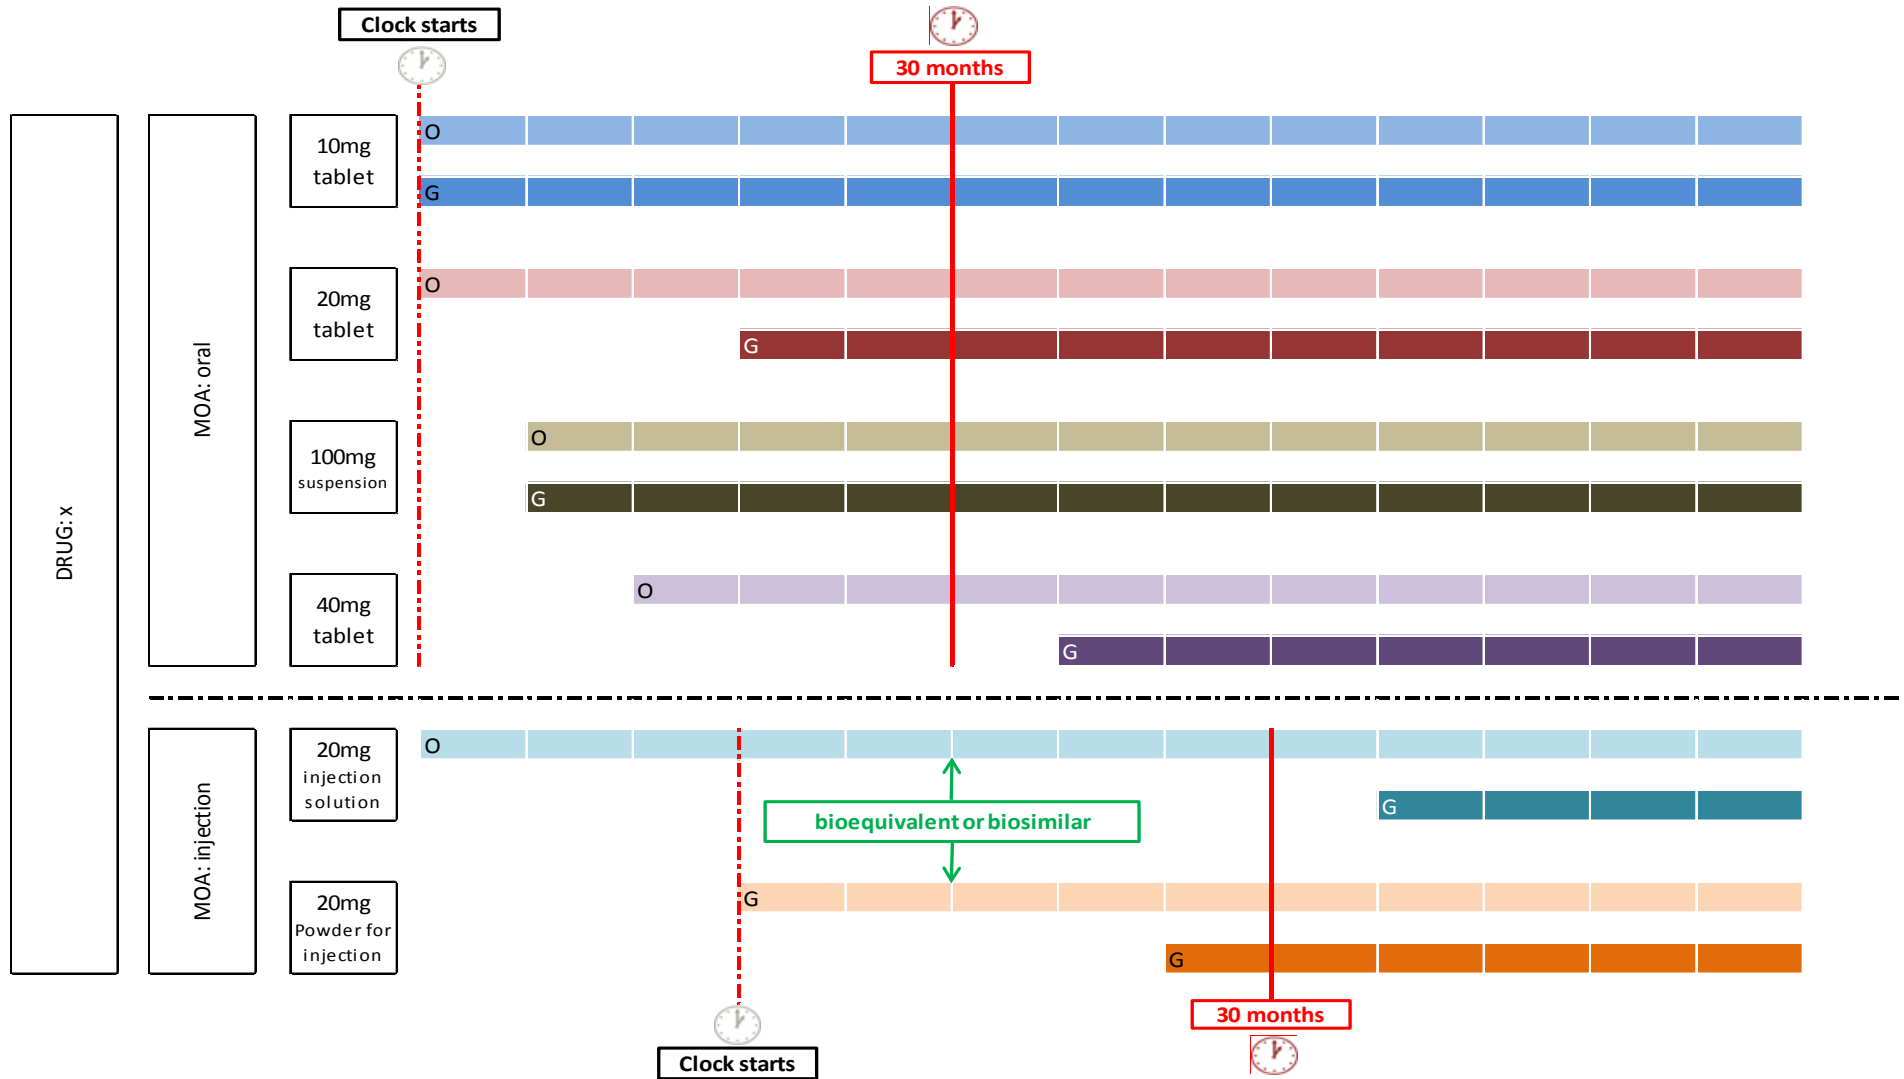 Clock starts
30 months
DRUG: x
MOA: oral
10mg
tablet
O
G
20mg
tablet
O
G
100mg
suspension
O
G
40mg
tablet
O
G
MOA: injection
20mg
injection
solution
O
G
bioequivalent or biosimilar
20mg
Powder for
injection
G
G
30 months
Clock starts